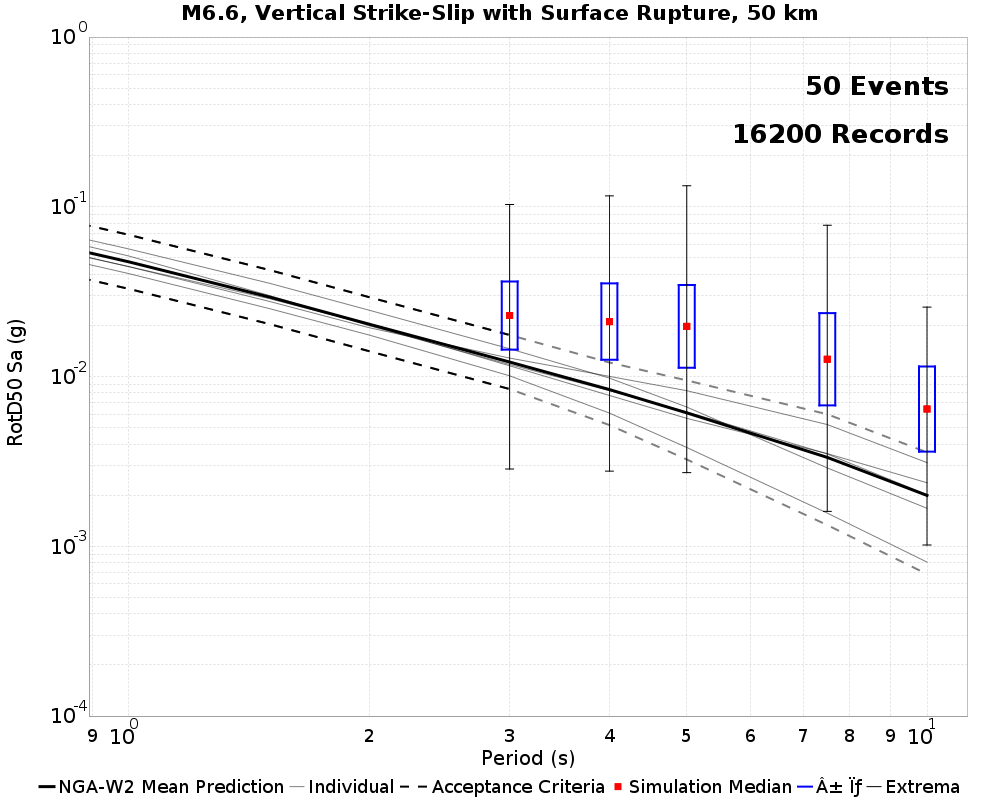 M6.6, Vertical Strike-Slip with Surface Rupture, 50 km
50 Events
16200 Records
RotD50 Sa (g)
10^0
10^-1
10^-2
10^-3
10^-4
9 10^0 2 3 4 5 6 7 8 9 10^1
Period (s)
NGA-W2 Mean Prediction Individual Acceptance Criteria Simulation Median Â± Ïƒ Extrema